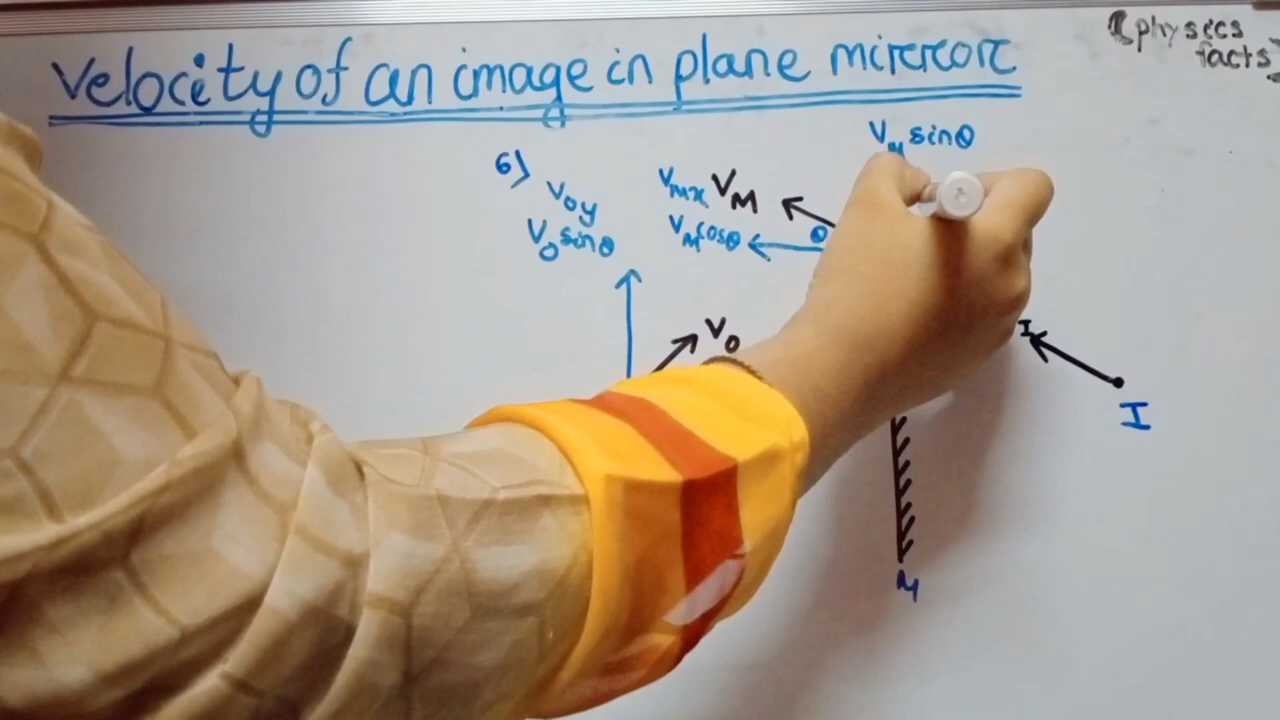 Velocity of an image in plane mirror
(physics
facts)
6)
Voy
Vo sinθ
VMx VM
VM cosθ
θ
VM sinθ
Vo
I
I
M